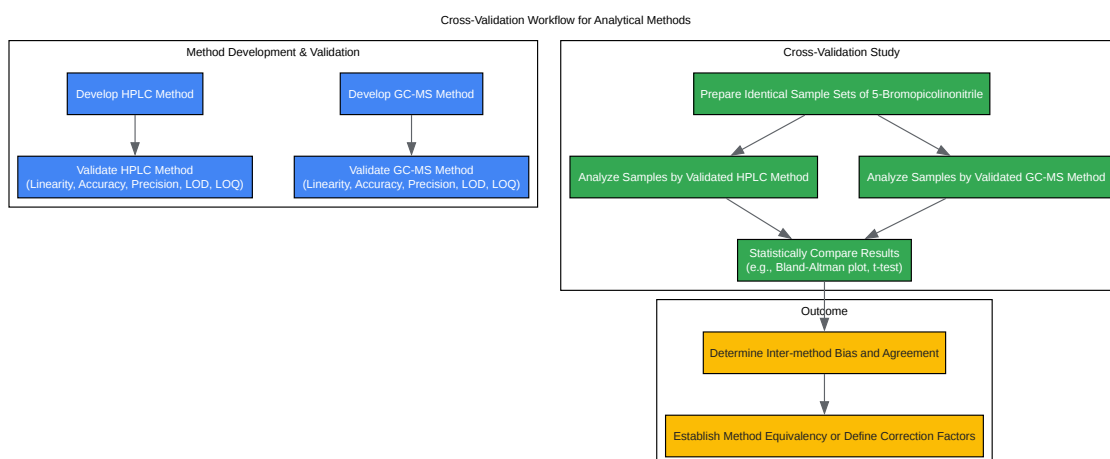 Cross-Validation Workflow for Analytical Methods
Method Development & Validation
Develop HPLC Method
Develop GC-MS Method
Validate HPLC Method
(Linearity, Accuracy, Precision, LOD, LOQ)
Validate GC-MS Method
(Linearity, Accuracy, Precision, LOD, LOQ)
Cross-Validation Study
Prepare Identical Sample Sets of 5-Bromopicolinonitrile
Analyze Samples by Validated HPLC Method
Analyze Samples by Validated GC-MS Method
Statistically Compare Results
(e.g., Bland-Altman plot, t-test)
Outcome
Determine Inter-method Bias and Agreement
Establish Method Equivalency or Define Correction Factors